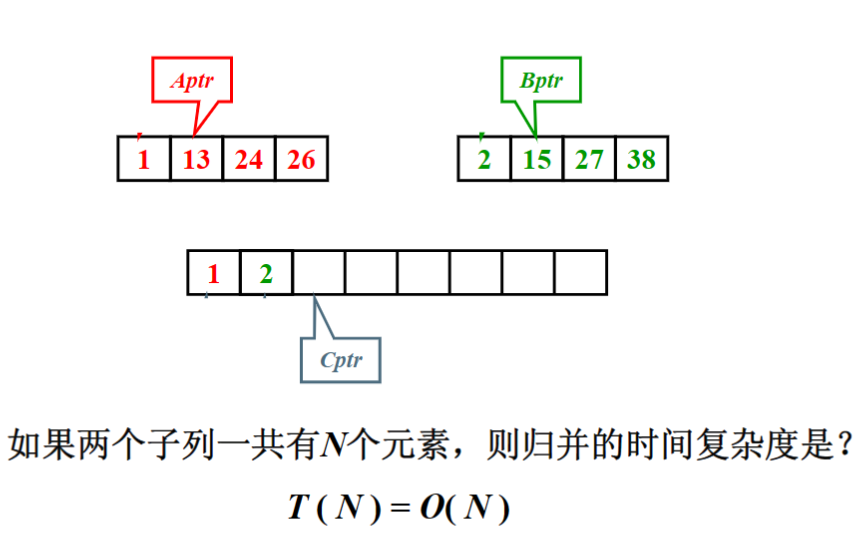 Aptr
Bptr
1 13 24 26
2 15 27 38
1 2
Cptr
如果两个子列一共有N个元素，则归并的时间复杂度是？
T ( N ) = O( N )